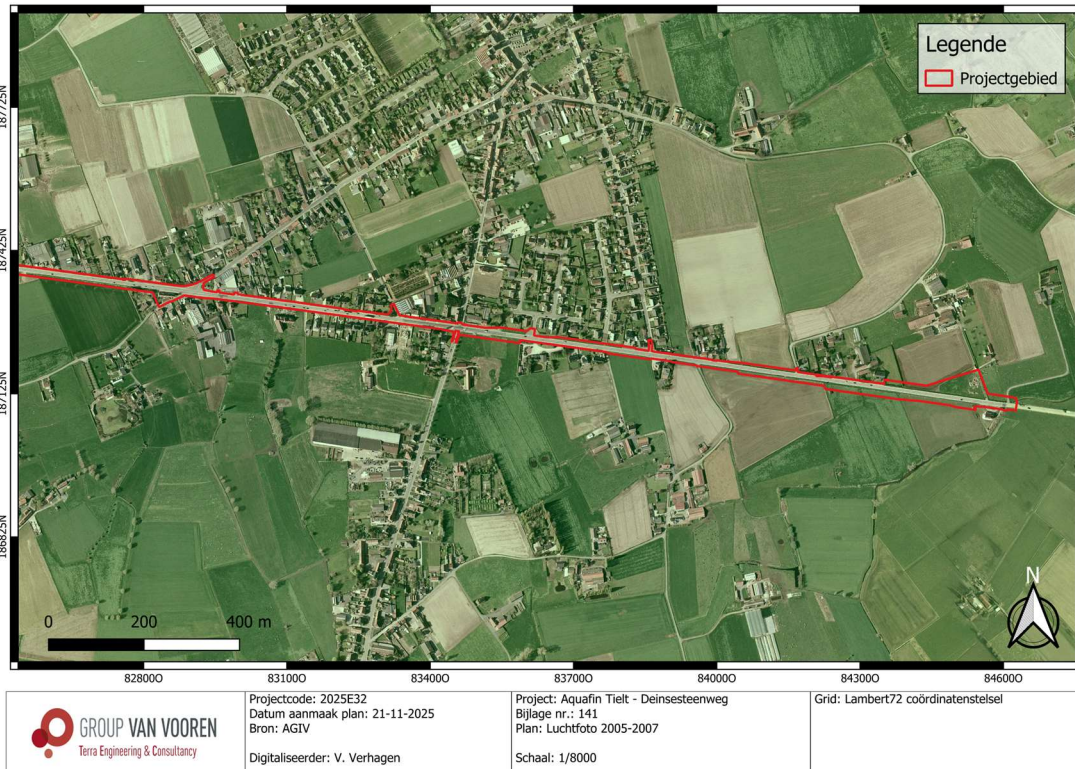 Legende
Projectgebied
187725N
187425N
187125N
186825N
N
0 200 400 m
82800O 83100O 83400O 83700O 84000O 84300O 84600O
GROUP VAN VOOREN
Terra Engineering & Consultancy
Projectcode: 2025E32
Datum aanmaak plan: 21-11-2025
Bron: AGIV
Digitaliseerder: V. Verhagen
Project: Aquafin Tielt - Deinsesteenweg
Bijlage nr.: 141
Plan: Luchtfoto 2005-2007
Schaal: 1/8000
Grid: Lambert72 coördinatenstelsel